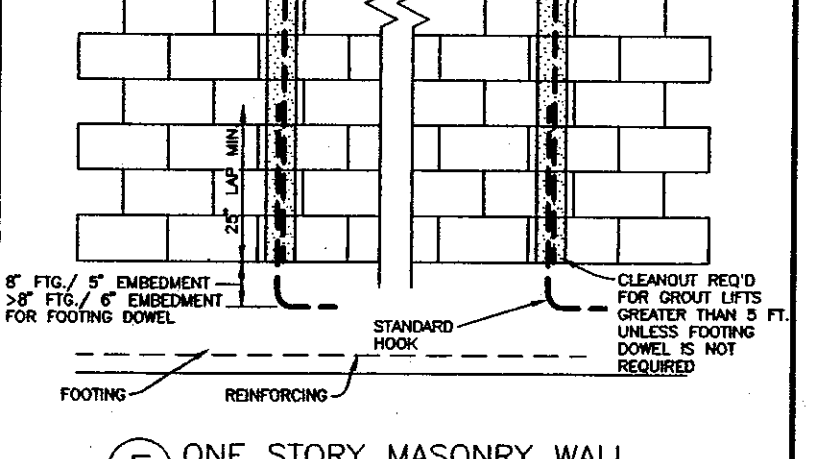 25" LAP MIN.
8" FTG./ 5" EMBEDMENT
>8" FTG./ 6" EMBEDMENT
FOR FOOTING DOWEL
STANDARD
HOOK
CLEANOUT REQ'D
FOR GROUT LIFTS
GREATER THAN 5 FT.
UNLESS FOOTING
DOWEL IS NOT
REQUIRED
FOOTING
REINFORCING
ONE STORY MASONRY WALL